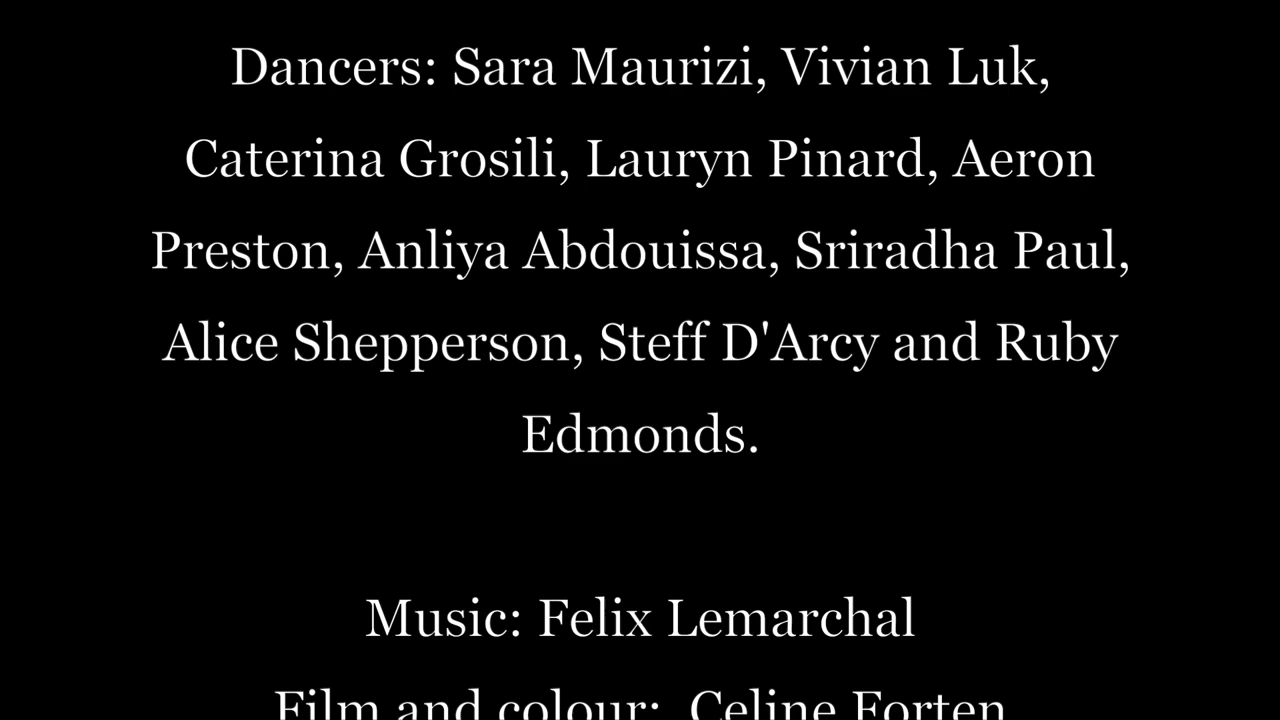 Dancers: Sara Maurizi, Vivian Luk,
Caterina Grosili, Lauryn Pinard, Aeron
Preston, Anliya Abdouissa, Sriradha Paul,
Alice Shepperson, Steff D'Arcy and Ruby
Edmonds.
Music: Felix Lemarchal
Film and colour: Celine Forten